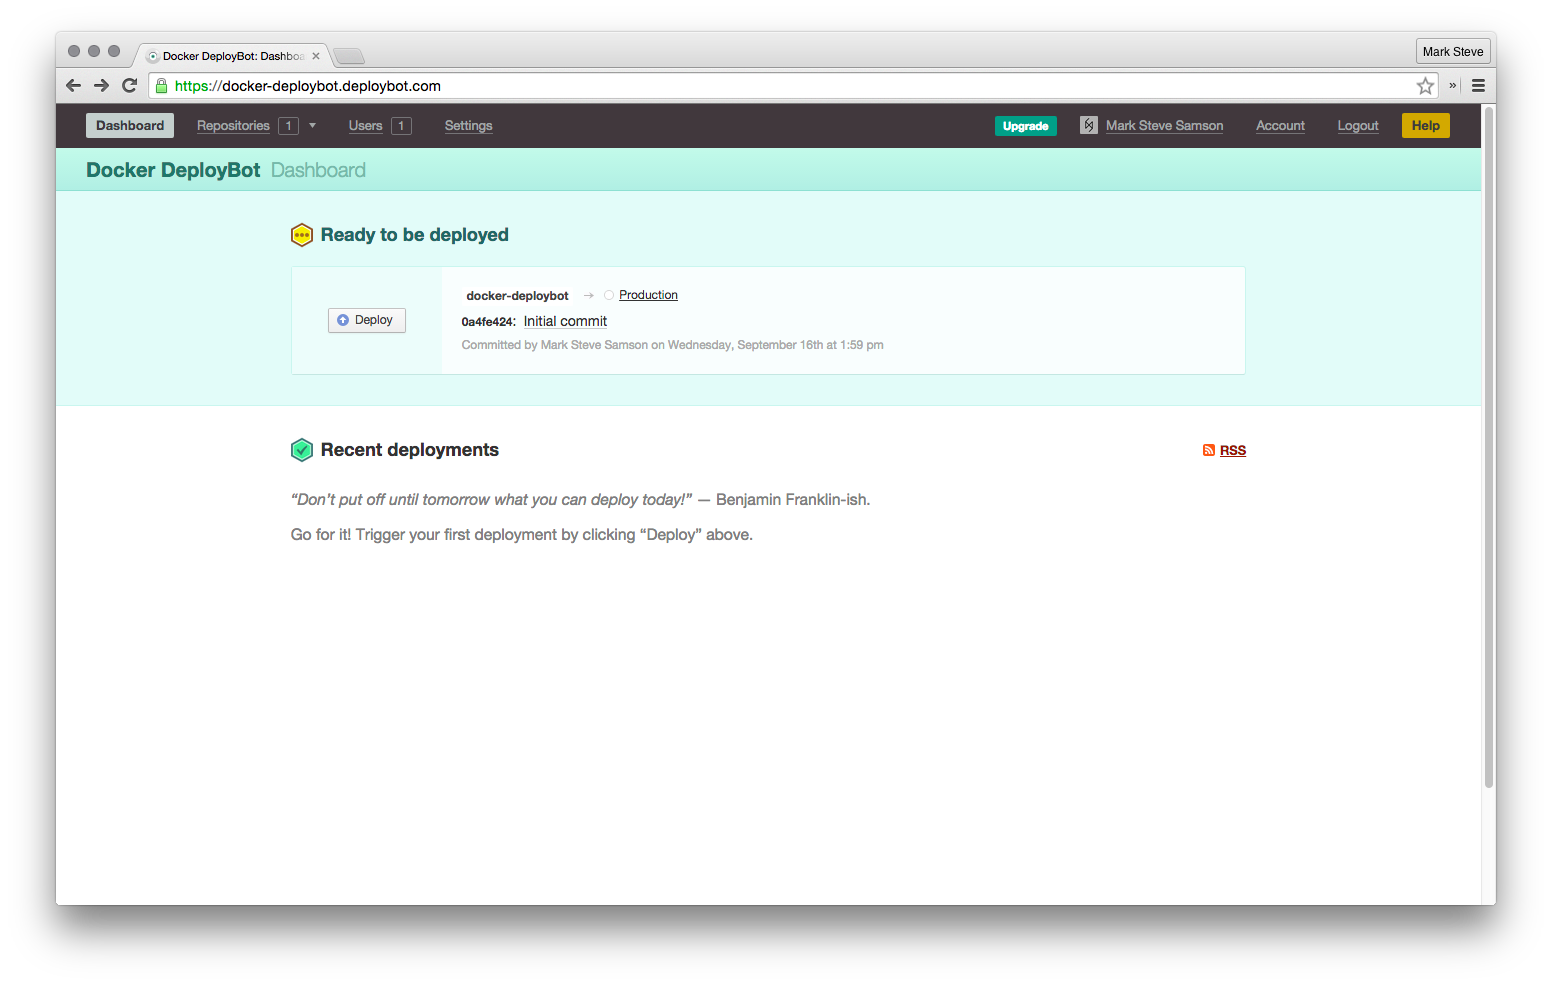 Docker DeployBot: Dashboa
Mark Steve
https://docker-deploybot.deploybot.com
»
Dashboard Repositories 1 Users 1 Settings Upgrade Mark Steve Samson Account Logout Help
Docker DeployBot Dashboard
Ready to be deployed
docker-deploybot → Production
Deploy
0a4fe424: Initial commit
Committed by Mark Steve Samson on Wednesday, September 16th at 1:59 pm
Recent deployments RSS
“Don’t put off until tomorrow what you can deploy today!” — Benjamin Franklin-ish.
Go for it! Trigger your first deployment by clicking “Deploy” above.